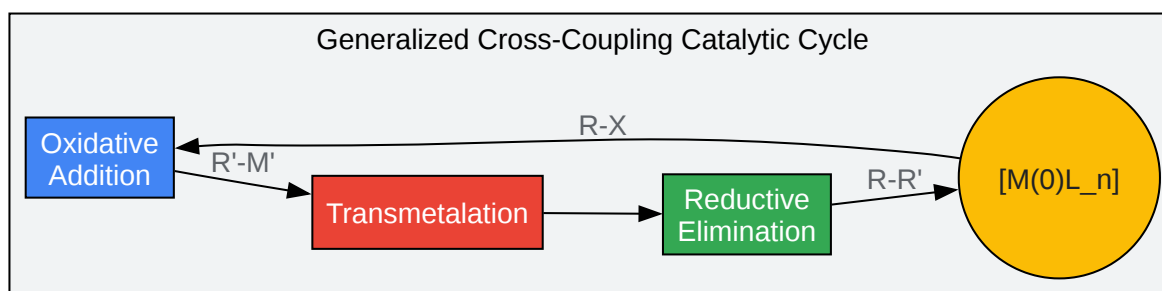 Generalized Cross-Coupling Catalytic Cycle
Oxidative
Addition
R'-M'
R-X
Transmetalation
Reductive
Elimination
R-R'
[M(0)L_n]